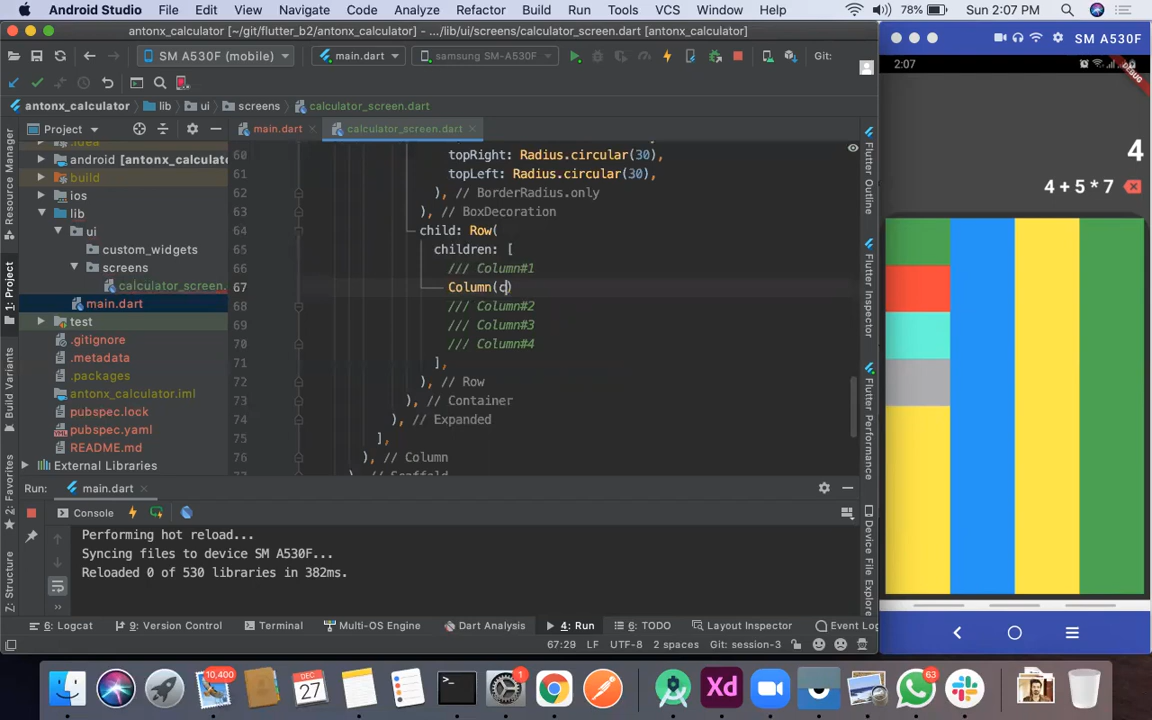 Android Studio File Edit View Navigate Code Analyze Refactor Build Run Tools VCS Window Help 78% Sun 2:07 PM
antonx_calculator [~/git/flutter_b2/antonx_calculator] - .../lib/ui/screens/calculator_screen.dart [antonx_calculator]
SM A530F
SM A530F (mobile) main.dart samsung-SM-A530F Git:
2:07
DEBUG
antonx_calculator lib ui screens calculator_screen.dart
Project main.dart calculator_screen.dart
.idea
android [antonx_calculator]
build
ios
lib
ui
custom_widgets
screens
calculator_screen.
main.dart
test
.gitignore
.metadata
.packages
antonx_calculator.iml
pubspec.lock
pubspec.yaml
README.md
External Libraries
Resource Manager
1: Project
Build Variants
2: Favorites
7: Structure
60 topRight: Radius.circular(30),
61 topLeft: Radius.circular(30),
62 ), // BorderRadius.only
63 ), // BoxDecoration
64 child: Row(
65 children: [
66 /// Column#1
67 Column(c)
68 /// Column#2
69 /// Column#3
70 /// Column#4
71 ],
72 ), // Row
73 ), // Container
74 ), // Expanded
75 ],
76 ), // Column
Flutter Outline
Flutter Inspector
Flutter Performance
Device File Explorer
4
4 + 5 * 7
Run: main.dart
Console
Performing hot reload...
Syncing files to device SM A530F...
Reloaded 0 of 530 libraries in 382ms.
6: Logcat 9: Version Control Terminal Multi-OS Engine Dart Analysis 4: Run 6: TODO Layout Inspector Event Log
67:29 LF UTF-8 2 spaces Git: session-3
10,400
DEC
27
1
Xd
63